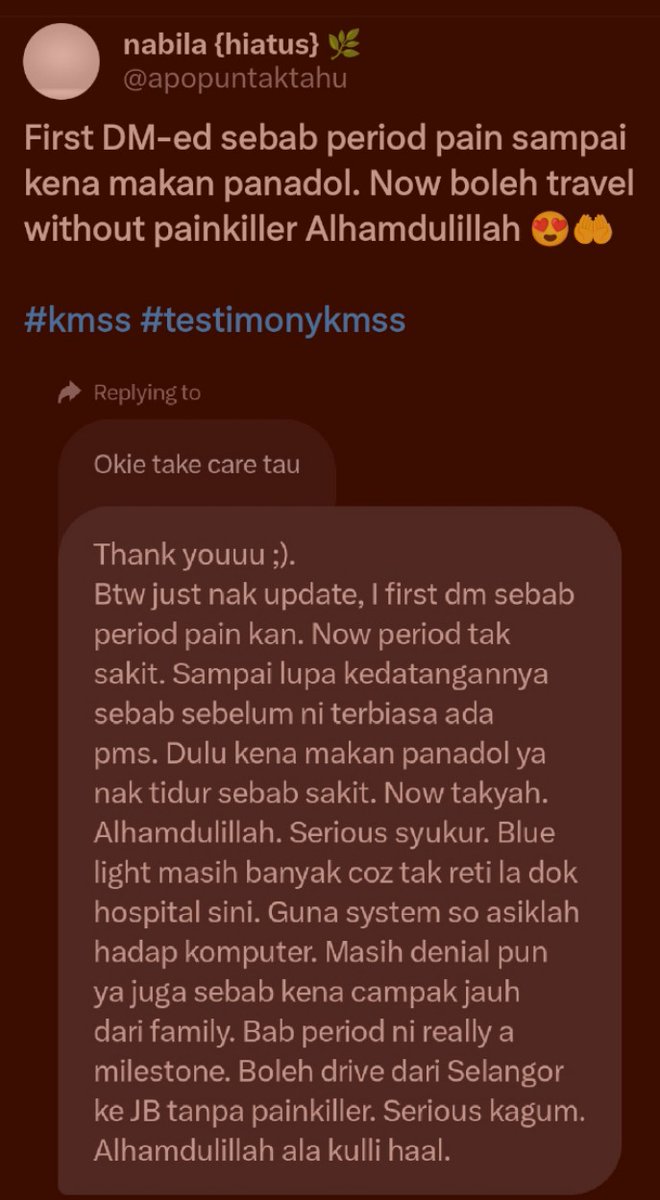 nabila {hiatus} 🌿
@apopuntaktahu
First DM-ed sebab period pain sampai
kena makan panadol. Now boleh travel
without painkiller Alhamdulillah 😍🤲
#kmss #testimonykmss
Replying to
Okie take care tau
Thank youuu ;).
Btw just nak update, I first dm sebab
period pain kan. Now period tak
sakit. Sampai lupa kedatangannya
sebab sebelum ni terbiasa ada
pms. Dulu kena makan panadol ya
nak tidur sebab sakit. Now takyah.
Alhamdulillah. Serious syukur. Blue
light masih banyak coz tak reti la dok
hospital sini. Guna system so asiklah
hadap komputer. Masih denial pun
ya juga sebab kena campak jauh
dari family. Bab period ni really a
milestone. Boleh drive dari Selangor
ke JB tanpa painkiller. Serious kagum.
Alhamdulillah ala kulli haal.